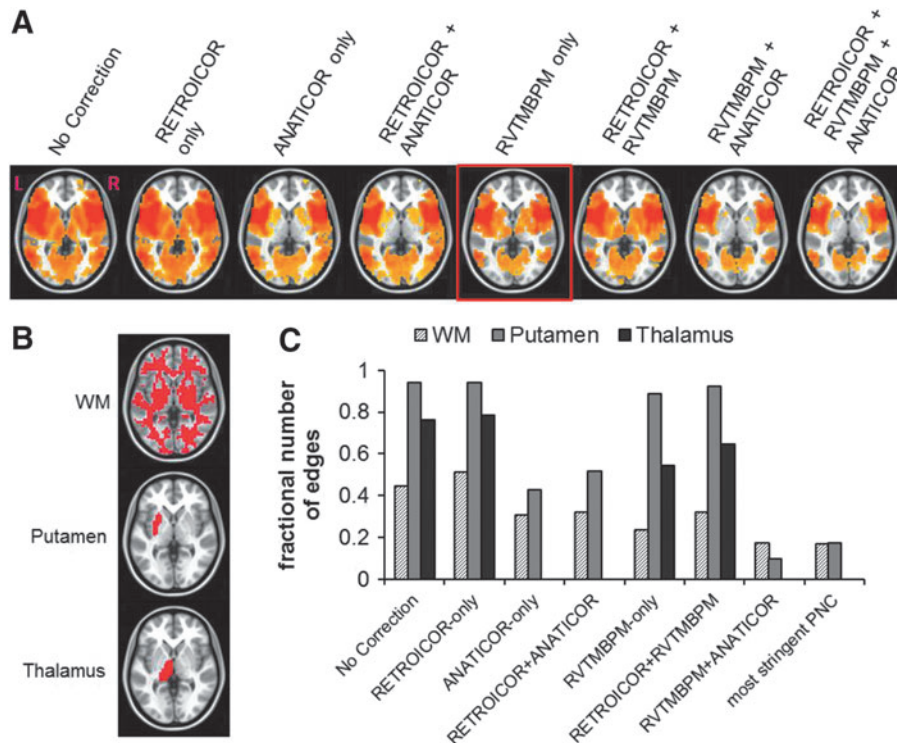 A
No Correction
RETROICOR
only
ANATICOR only
RETROICOR +
ANATICOR
RVTMBPM only
RETROICOR +
RVTMBPM
RVTMBPM +
ANATICOR
RETROICOR +
RVTMBPM +
ANATICOR
L R
B
WM
Putamen
Thalamus
C
WM Putamen Thalamus
fractional number
of edges
1
0.8
0.6
0.4
0.2
0
No Correction
RETROICOR-only
ANATICOR-only
RETROICOR+ANATICOR
RVTMBPM-only
RETROICOR+RVTMBPM
RVTMBPM+ANATICOR
most stringent PNC